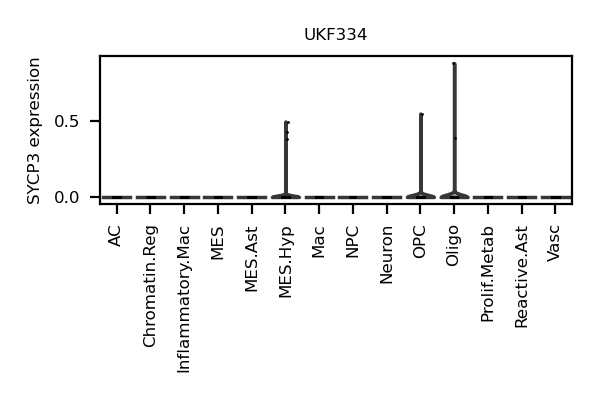 UKF334
SYCP3 expression
0.5
0.0
AC
Chromatin.Reg
Inflammatory.Mac
MES
MES.Ast
MES.Hyp
Mac
NPC
Neuron
OPC
Oligo
Prolif.Metab
Reactive.Ast
Vasc